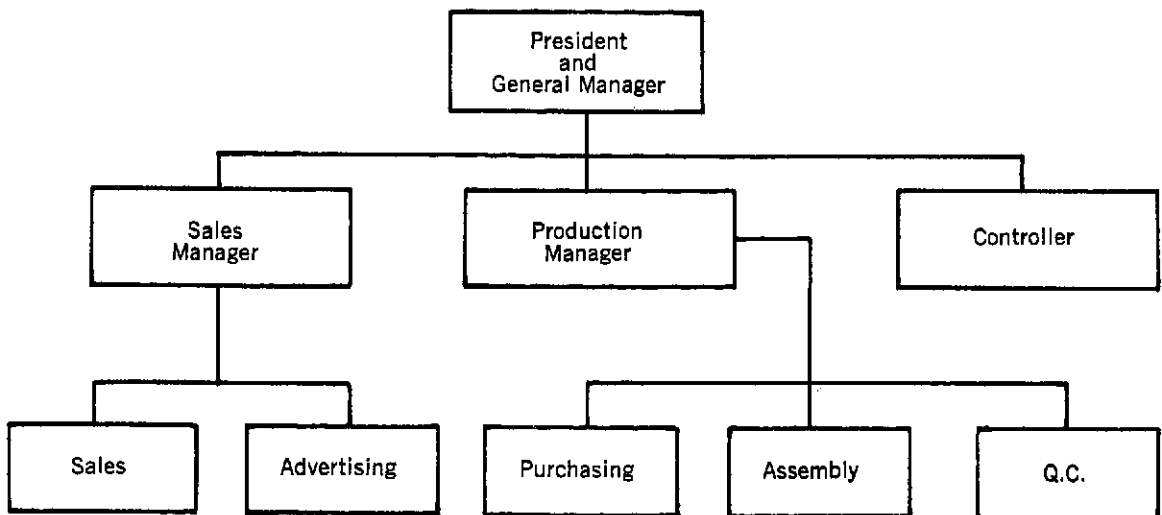 President
and
General Manager
Sales
Manager
Production
Manager
Controller
Sales
Advertising
Purchasing
Assembly
Q.C.